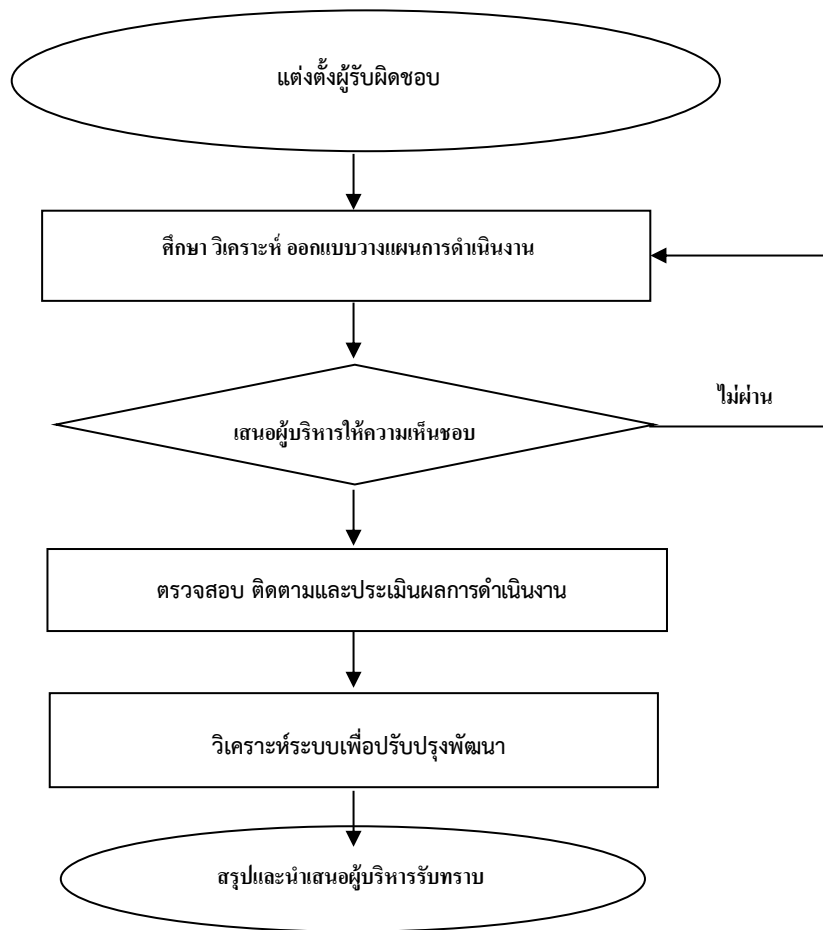 แต่งตั้งผู้รับผิดชอบ
ศึกษา วิเคราะห์ ออกแบบวางแผนการดำเนินงาน
ไม่ผ่าน
เสนอผู้บริหารให้ความเห็นชอบ
ตรวจสอบ ติดตามและประเมินผลการดำเนินงาน
วิเคราะห์ระบบเพื่อปรับปรุงพัฒนา
สรุปและนำเสนอผู้บริหารรับทราบ